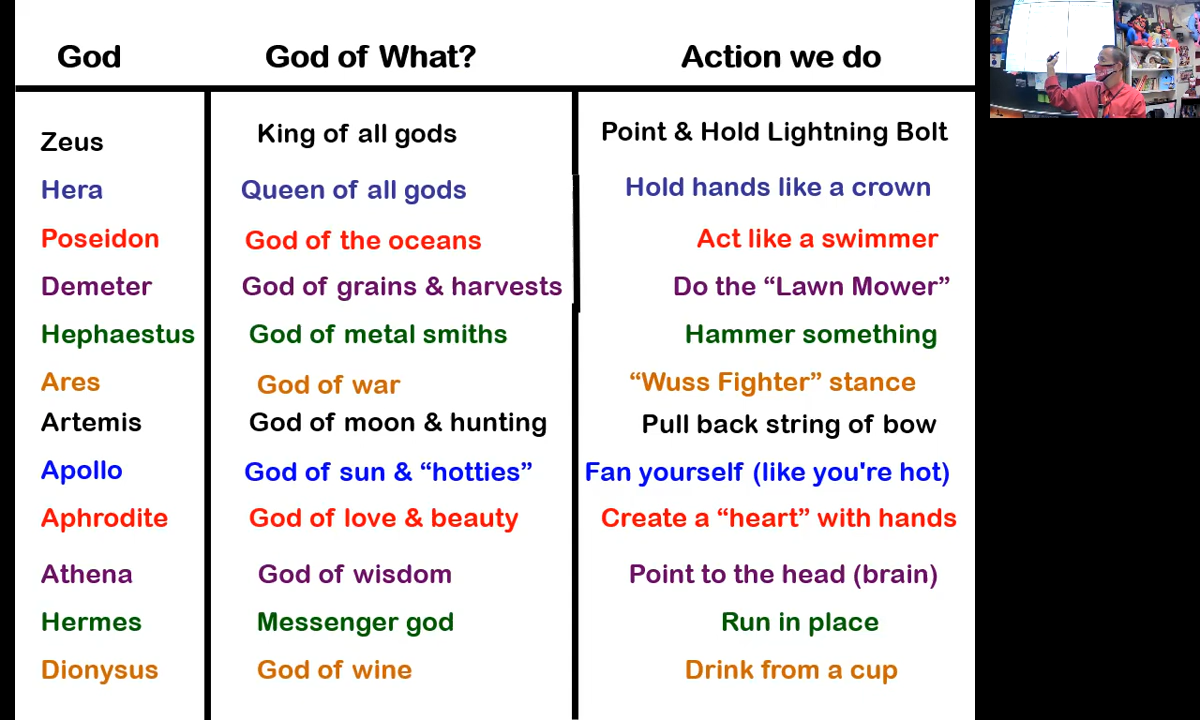 God God of What? Action we do
Zeus King of all gods Point & Hold Lightning Bolt
Hera Queen of all gods Hold hands like a crown
Poseidon God of the oceans Act like a swimmer
Demeter God of grains & harvests Do the “Lawn Mower”
Hephaestus God of metal smiths Hammer something
Ares God of war “Wuss Fighter” stance
Artemis God of moon & hunting Pull back string of bow
Apollo God of sun & “hotties” Fan yourself (like you're hot)
Aphrodite God of love & beauty Create a “heart” with hands
Athena God of wisdom Point to the head (brain)
Hermes Messenger god Run in place
Dionysus God of wine Drink from a cup